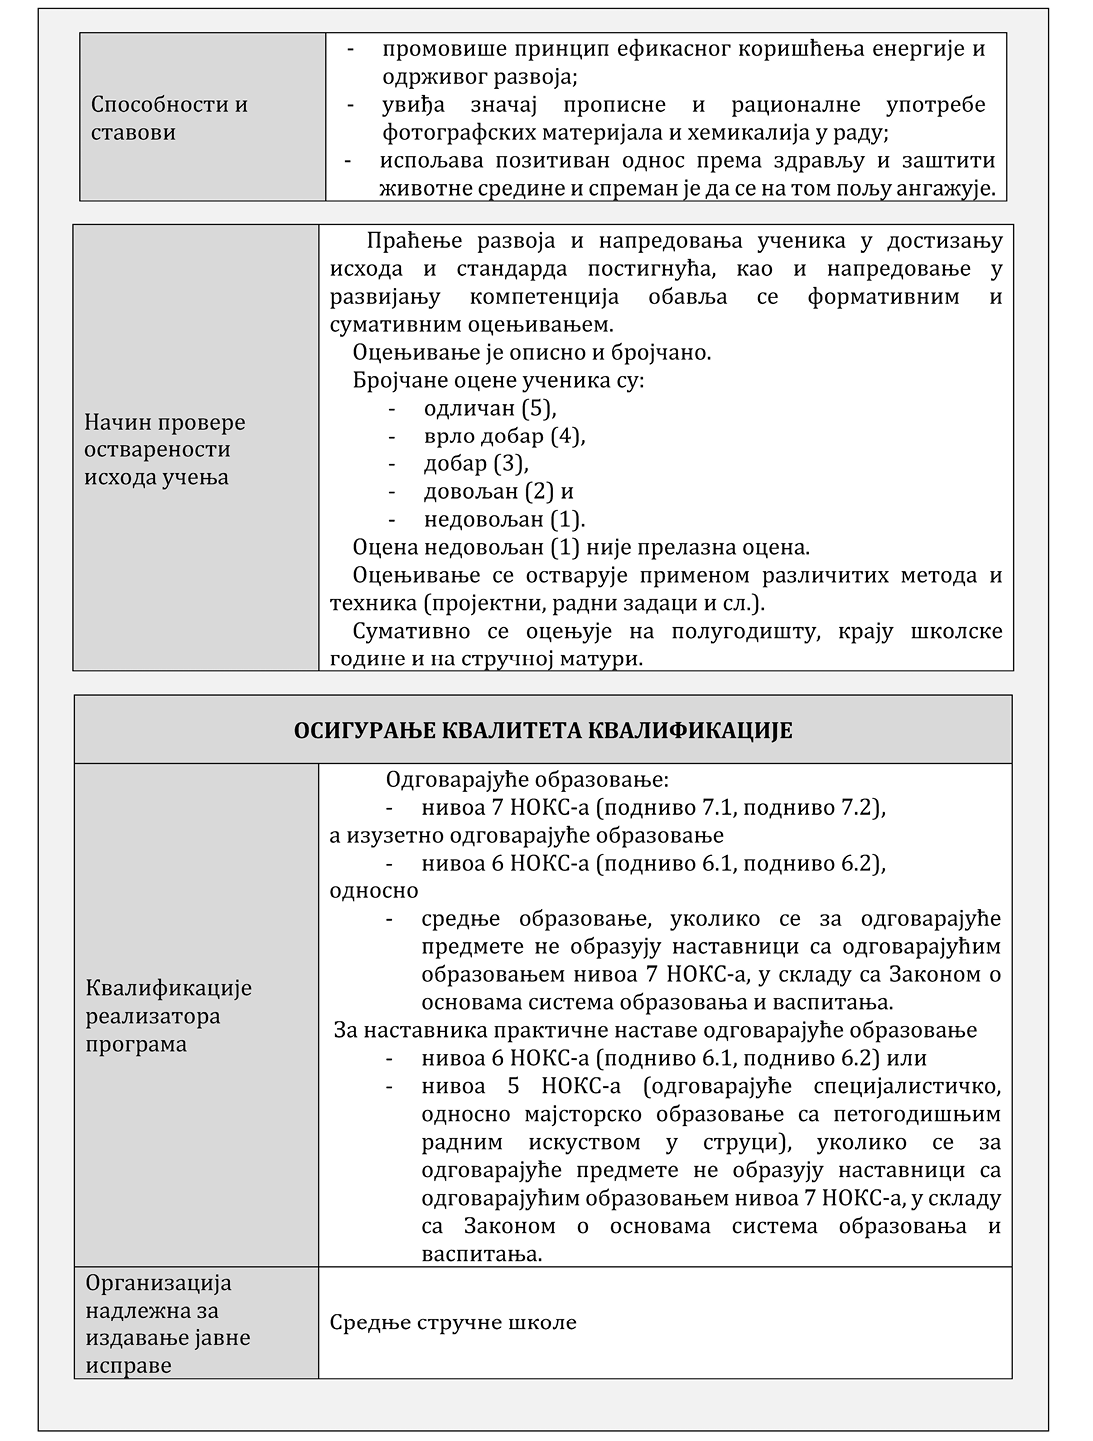 Способности и
ставови
- промовише принцип ефикасног коришћења енергије и
одрживог развоја;
- увиђа значај прописне и рационалне употребе
фотографских материјала и хемикалија у раду;
- испољава позитиван однос према здрављу и заштити
животне средине и спреман је да се на том пољу ангажује.
Начин провере
остварености
исхода учења
Праћење развоја и напредовања ученика у достизању
исхода и стандарда постигнућа, као и напредовање у
развијању компетенција обавља се формативним и
сумативним оцењивањем.
Оцењивање је описно и бројчано.
Бројчане оцене ученика су:
- одличан (5),
- врло добар (4),
- добар (3),
- довољан (2) и
- недовољан (1).
Оцена недовољан (1) није прелазна оцена.
Оцењивање се остварује применом различитих метода и
техника (пројектни, радни задаци и сл.).
Сумативно се оцењује на полугодишту, крају школске
године и на стручној матури.
ОСИГУРАЊЕ КВАЛИТЕТА КВАЛИФИКАЦИЈЕ
Квалификације
реализатора
програма
Одговарајуће образовање:
- нивоа 7 НОКС-а (подниво 7.1, подниво 7.2),
а изузетно одговарајуће образовање
- нивоа 6 НОКС-а (подниво 6.1, подниво 6.2),
односно
- средње образовање, уколико се за одговарајуће
предмете не образују наставници са одговарајућим
образовањем нивоа 7 НОКС-а, у складу са Законом о
основама система образовања и васпитања.
За наставника практичне наставе одговарајуће образовање
- нивоа 6 НОКС-а (подниво 6.1, подниво 6.2) или
- нивоа 5 НОКС-а (одговарајуће специјалистичко,
односно мајсторско образовање са петогодишњим
радним искуством у струци), уколико се за
одговарајуће предмете не образују наставници са
одговарајућим образовањем нивоа 7 НОКС-а, у складу
са Законом о основама система образовања и
васпитања.
Организација
надлежна за
издавање јавне
исправе
Средње стручне школе